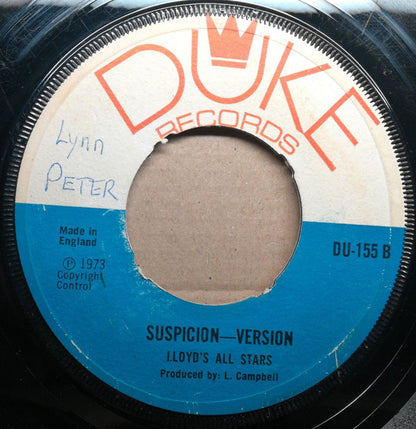 DUKE
RECORDS
Lynn
PETER
Made in
England
DU-155 B
℗ 1973
Copyright
Control
SUSPICION—VERSION
LLOYD'S ALL STARS
Produced by: L. Campbell